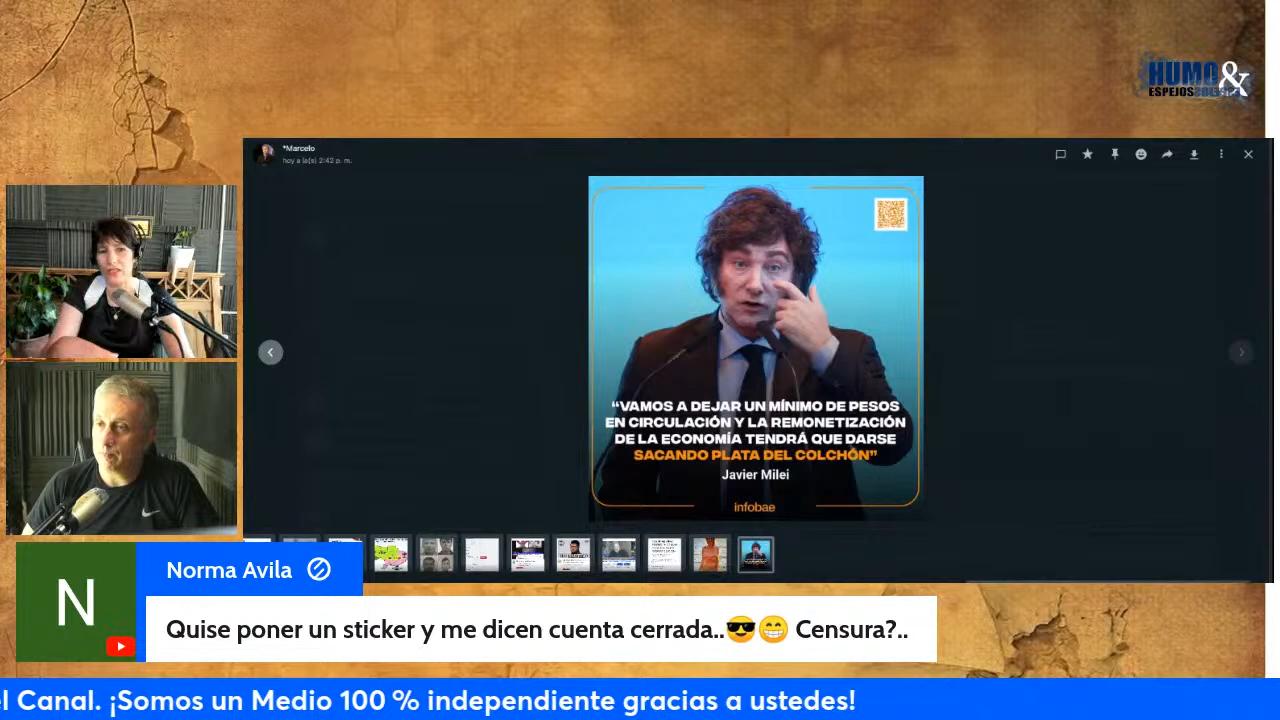 HUMO&
ESPEJOS
*Marcelo
hoy a la(s) 2:42 p. m.
“VAMOS A DEJAR UN MÍNIMO DE PESOS
EN CIRCULACIÓN Y LA REMONETIZACIÓN
DE LA ECONOMÍA TENDRÁ QUE DARSE
SACANDO PLATA DEL COLCHÓN”
Javier Milei
infobae
N
Norma Avila
Quise poner un sticker y me dicen cuenta cerrada..😎😁 Censura?..
el Canal. ¡Somos un Medio 100 % independiente gracias a ustedes!